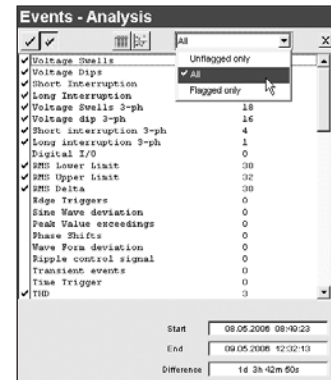 Events - Analysis
All
X
Unflagged only
All
Flagged only
Voltage Swells
Voltage Dips
Short Interruption
Long Interruption
Voltage Swells 3-ph 18
Voltage dip 3-ph 16
Short interruption 3-ph 4
Long interruption 3-ph 1
Digital I/O 0
RMS Lower Limit 30
RMS Upper Limit 32
RMS Delta 30
Edge Triggers 0
Sine Wave deviation 0
Peak Value exceedings 0
Phase Shifts 0
Wave Form deviation 0
Ripple control signal 0
Transient events 0
Time Trigger 0
THD 3
Start 08.05.2006 08:49:23
End 09.05.2006 12:32:13
Difference 1d 3h 42m 50s